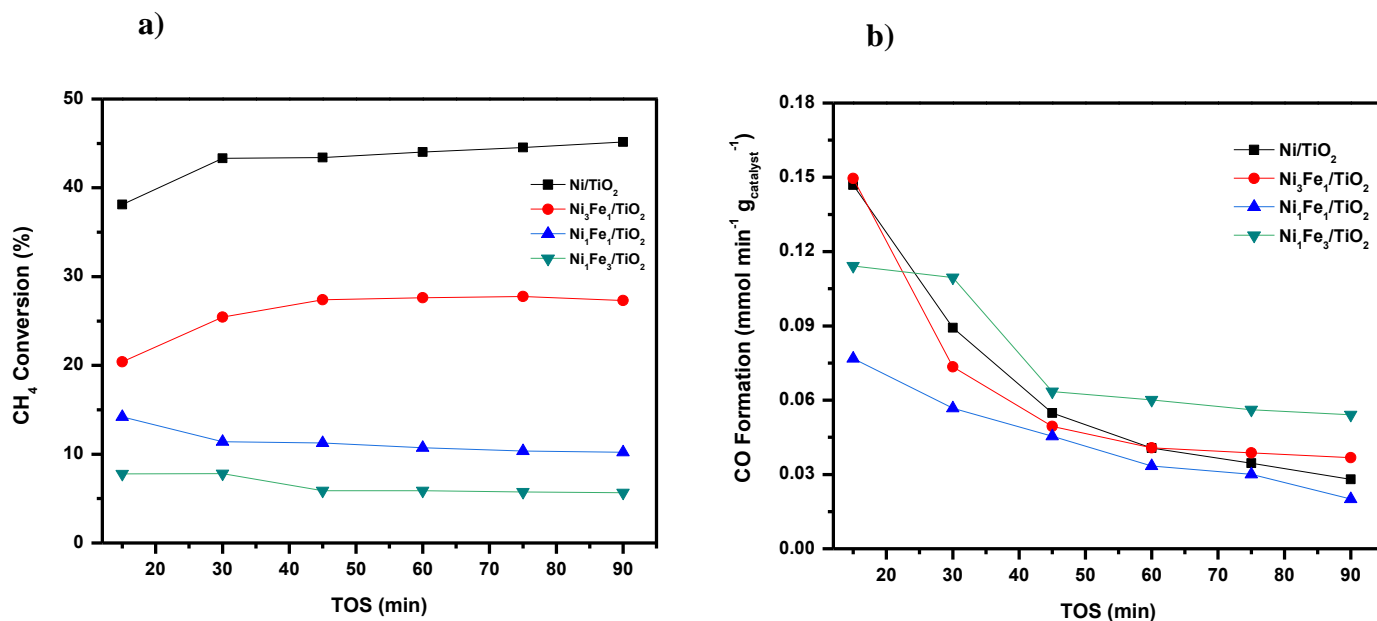 a)
50
40
30
20
10
0
CH₄ Conversion (%)
Ni/TiO₂
Ni₃Fe₁/TiO₂
Ni₁Fe₁/TiO₂
Ni₁Fe₃/TiO₂
20 30 40 50 60 70 80 90
TOS (min)
b)
0.18
0.15
0.12
0.09
0.06
0.03
0.00
CO Formation (mmol min⁻¹ g_catalyst⁻¹)
Ni/TiO₂
Ni₃Fe₁/TiO₂
Ni₁Fe₁/TiO₂
Ni₁Fe₃/TiO₂
20 30 40 50 60 70 80 90
TOS (min)